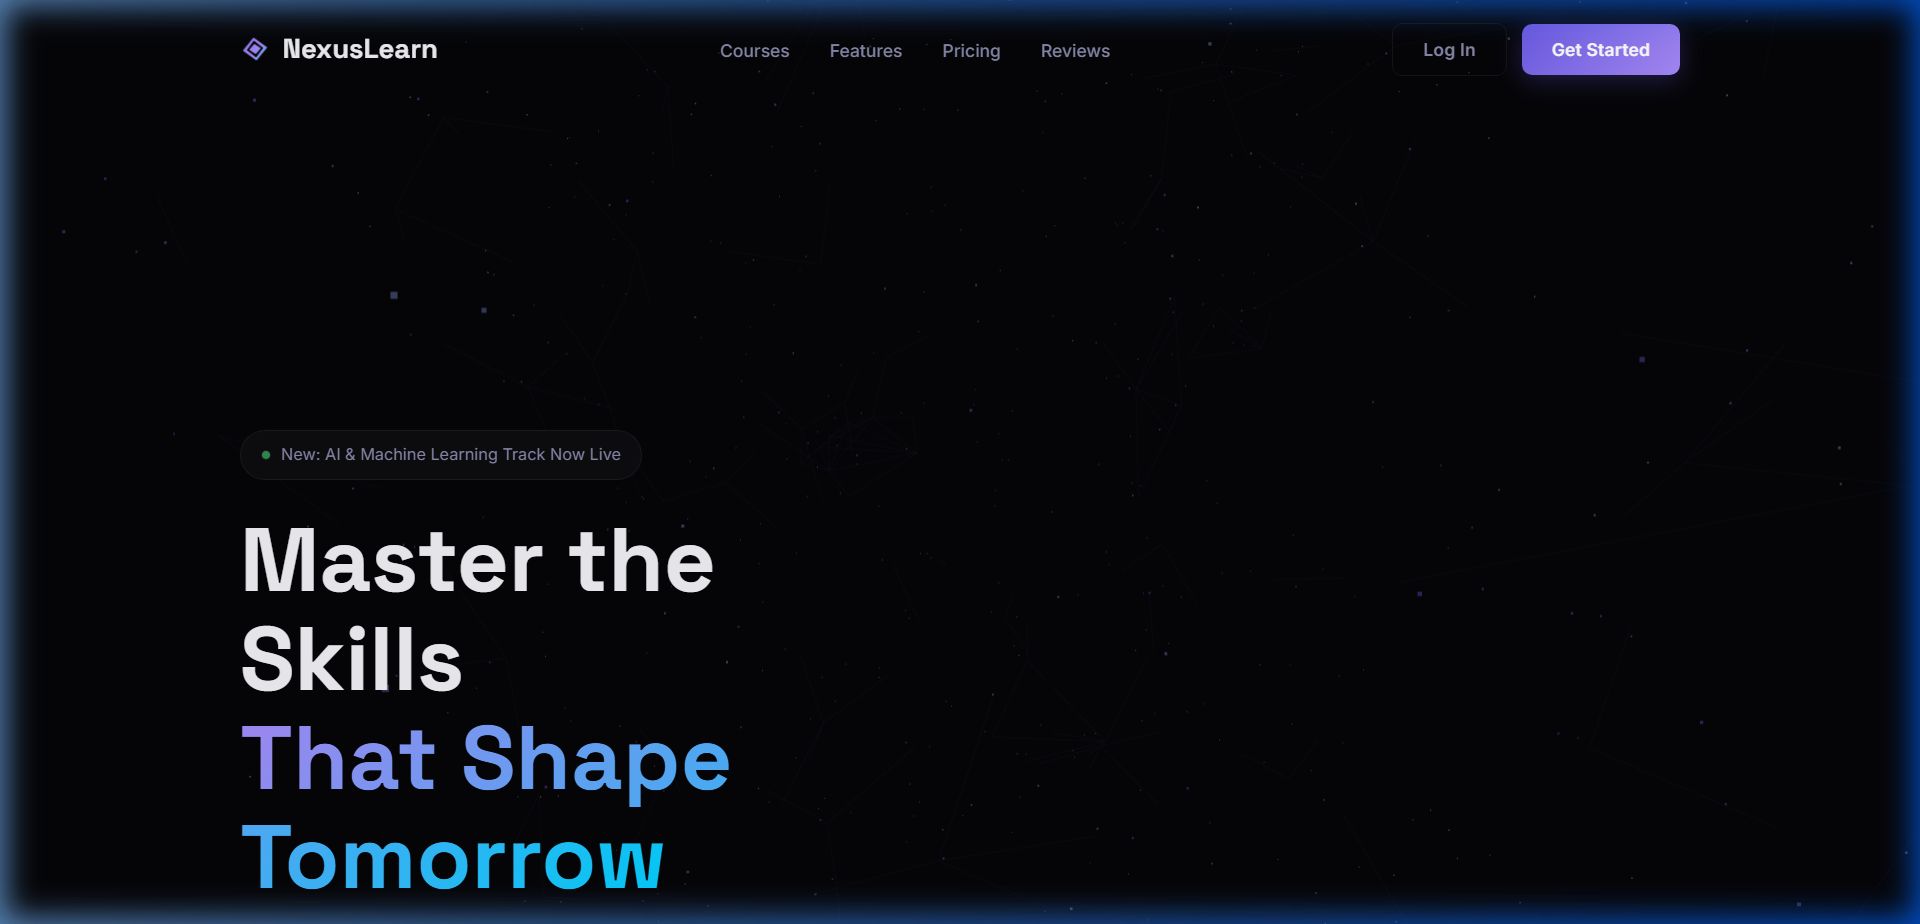 NexusLearn
Courses
Features
Pricing
Reviews
Log In
Get Started
New: AI & Machine Learning Track Now Live
Master the
Skills
That Shape
Tomorrow